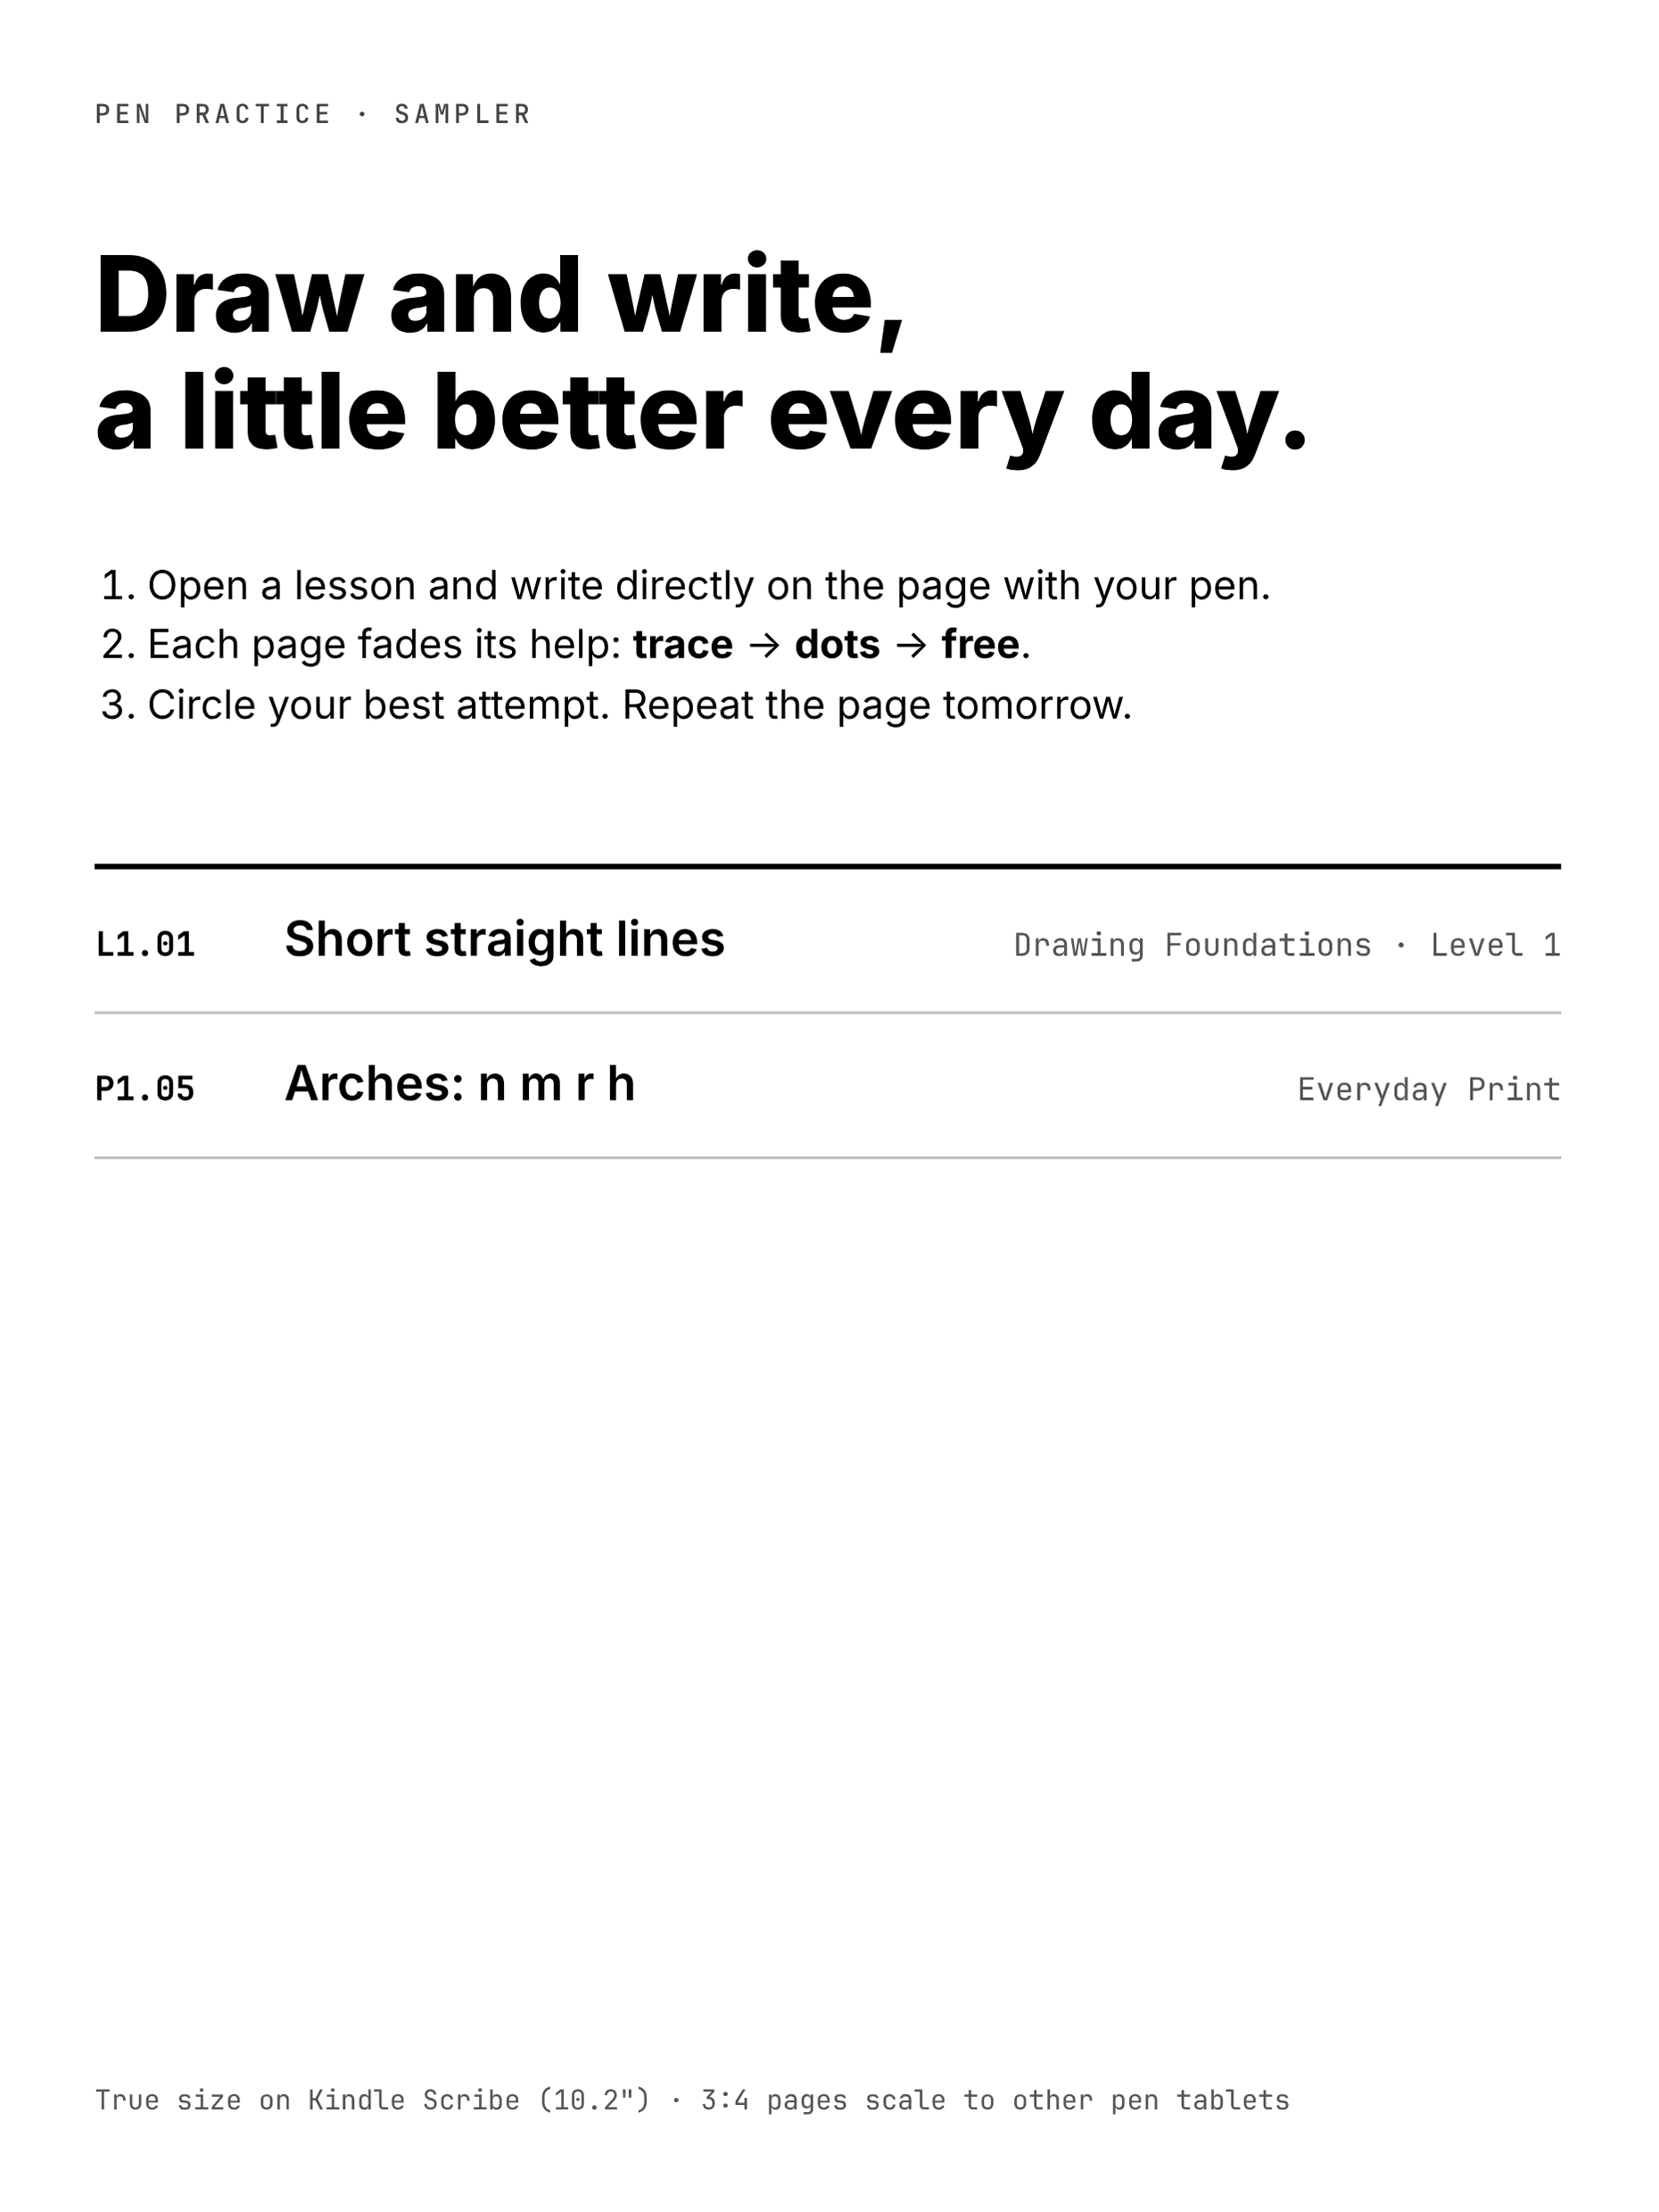 PEN PRACTICE · SAMPLER
Draw and write,
a little better every day.
1. Open a lesson and write directly on the page with your pen.
2. Each page fades its help: trace → dots → free.
3. Circle your best attempt. Repeat the page tomorrow.
L1.01 Short straight lines Drawing Foundations · Level 1
P1.05 Arches: n m r h Everyday Print
True size on Kindle Scribe (10.2") · 3:4 pages scale to other pen tablets